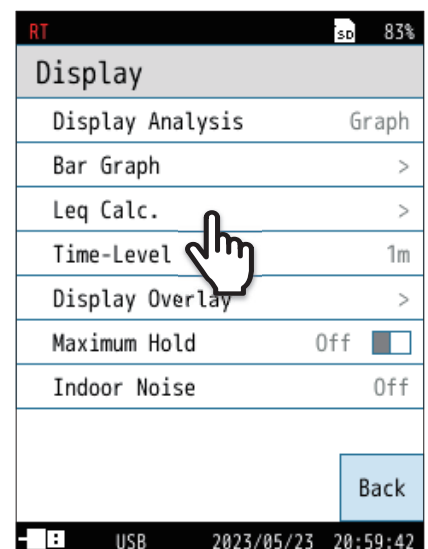 RT SD 83%
Display
Display Analysis Graph
Bar Graph >
Leq Calc. >
Time-Level 1m
Display Overlay >
Maximum Hold Off
Indoor Noise Off
Back
USB 2023/05/23 20:59:42